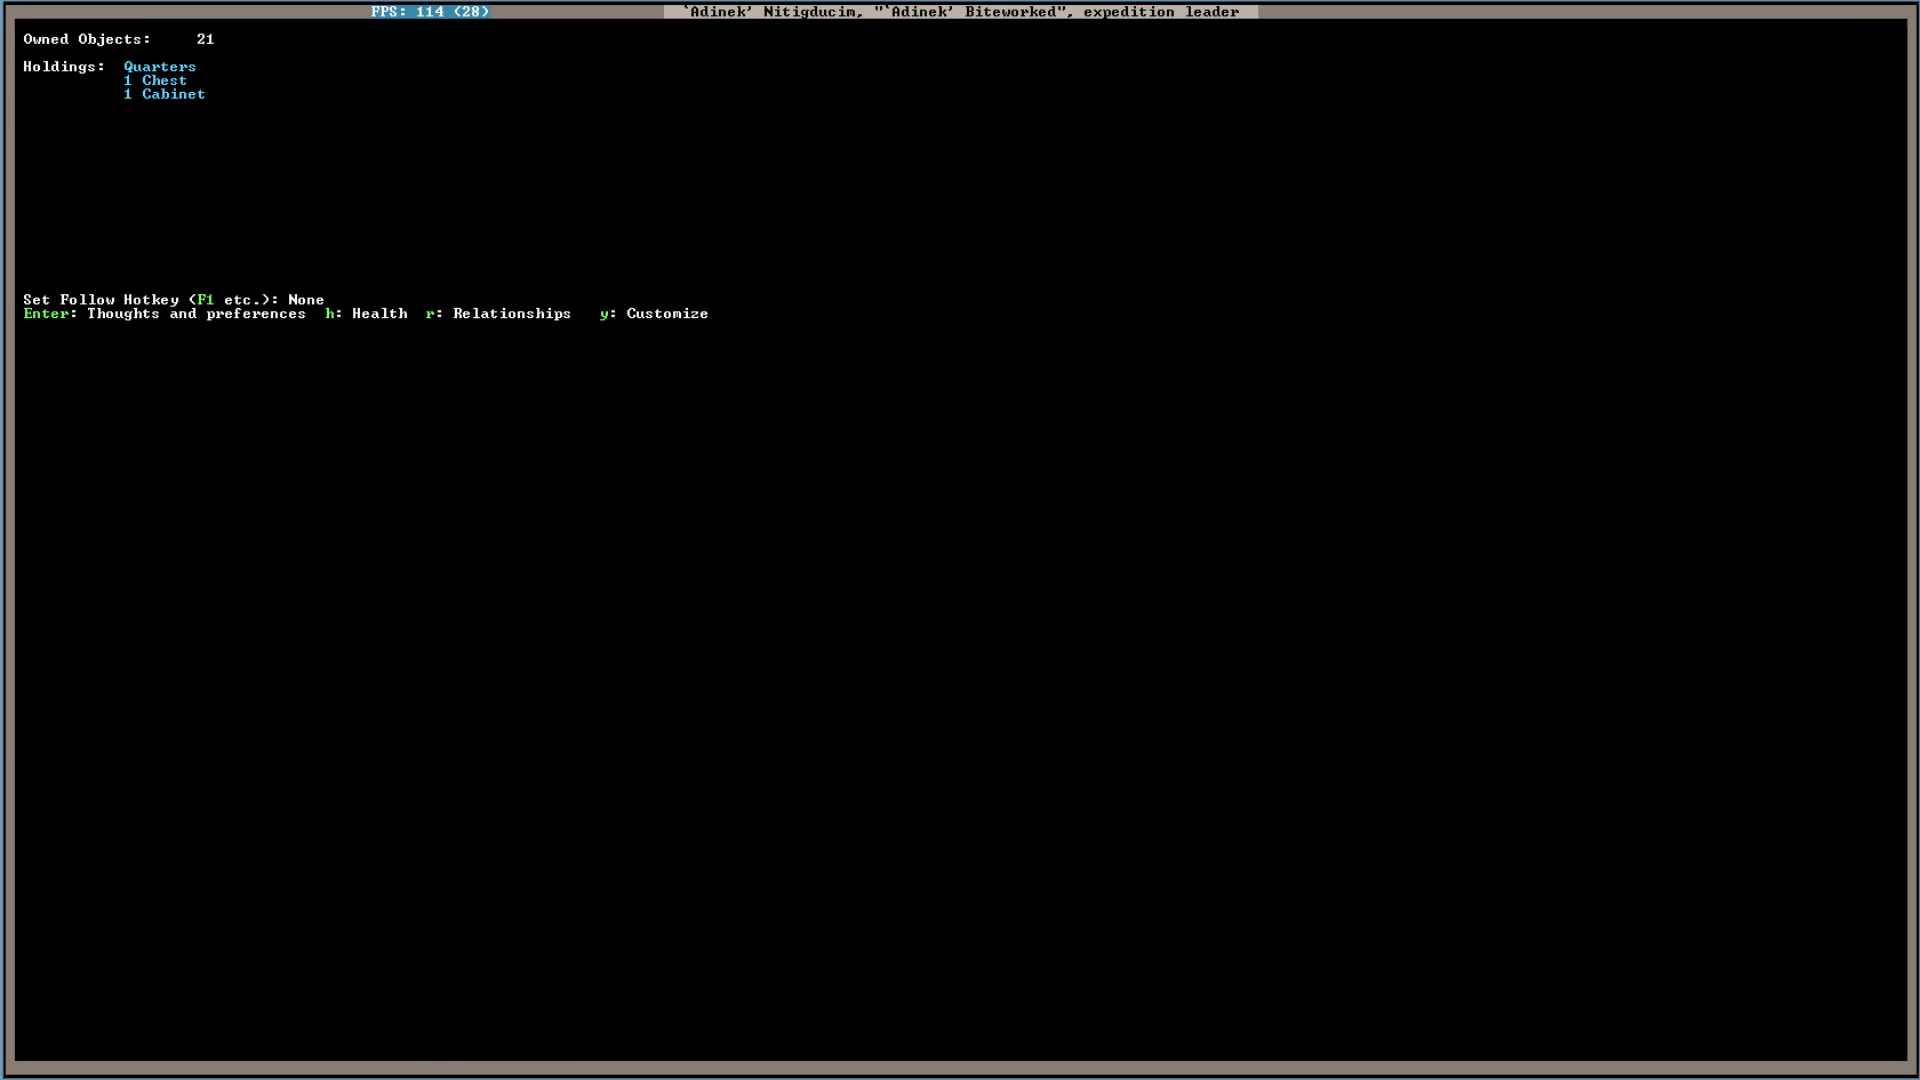 FPS: 114 (28)
`Adinek' Nitigducim, "`Adinek' Biteworked", expedition leader
Owned Objects: 21
Holdings: Quarters
1 Chest
1 Cabinet
Set Follow Hotkey (F1 etc.): None
Enter: Thoughts and preferences h: Health r: Relationships y: Customize